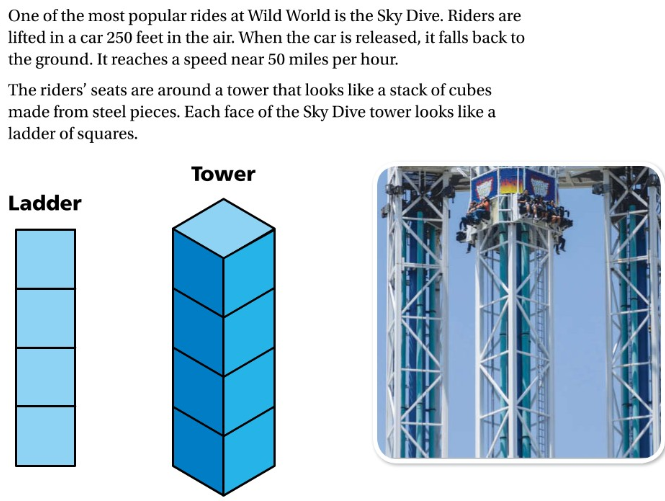 One of the most popular rides at Wild World is the Sky Dive. Riders are
lifted in a car 250 feet in the air. When the car is released, it falls back to
the ground. It reaches a speed near 50 miles per hour.
The riders’ seats are around a tower that looks like a stack of cubes
made from steel pieces. Each face of the Sky Dive tower looks like a
ladder of squares.
Tower
Ladder